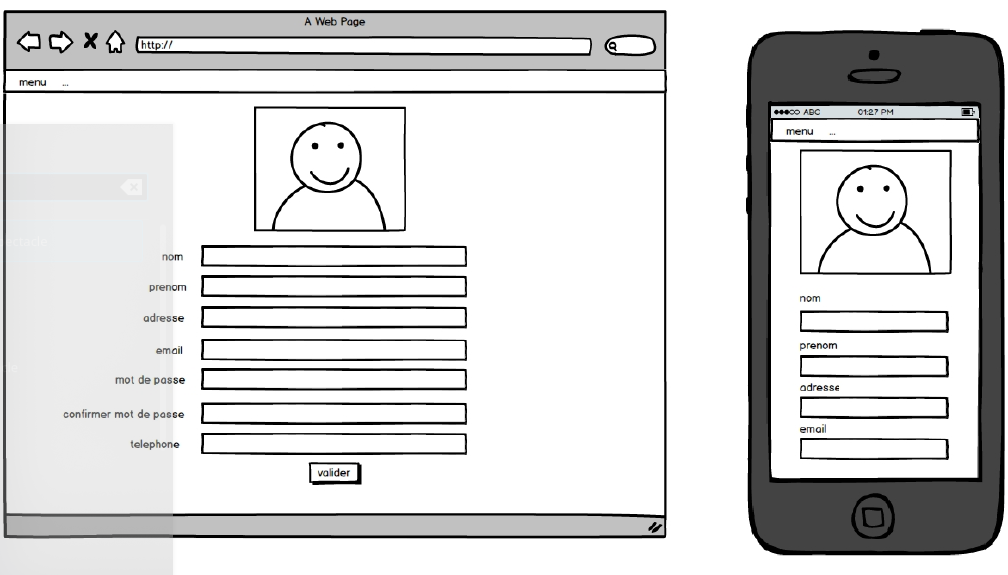 A Web Page
http://
menu ...
nom
prenom
adresse
email
mot de passe
confirmer mot de passe
telephone
valider
ABC 01:27 PM
menu ...
nom
prenom
adresse
email